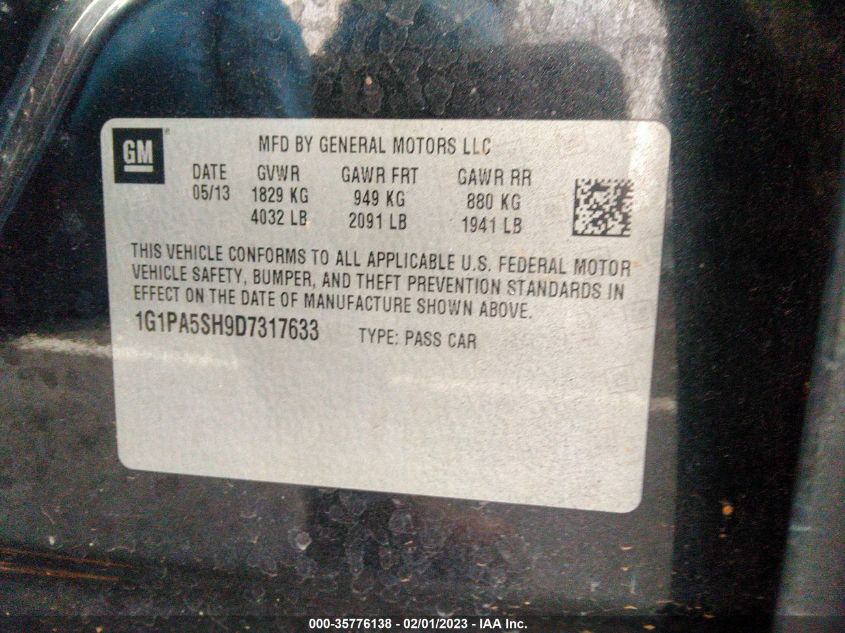 GM
MFD BY GENERAL MOTORS LLC
DATE GVWR GAWR FRT GAWR RR
05/13 1829 KG 949 KG 880 KG
4032 LB 2091 LB 1941 LB
THIS VEHICLE CONFORMS TO ALL APPLICABLE U.S. FEDERAL MOTOR
VEHICLE SAFETY, BUMPER, AND THEFT PREVENTION STANDARDS IN
EFFECT ON THE DATE OF MANUFACTURE SHOWN ABOVE.
1G1PA5SH9D7317633 TYPE: PASS CAR
000-35776138 - 02/01/2023 - IAA Inc.